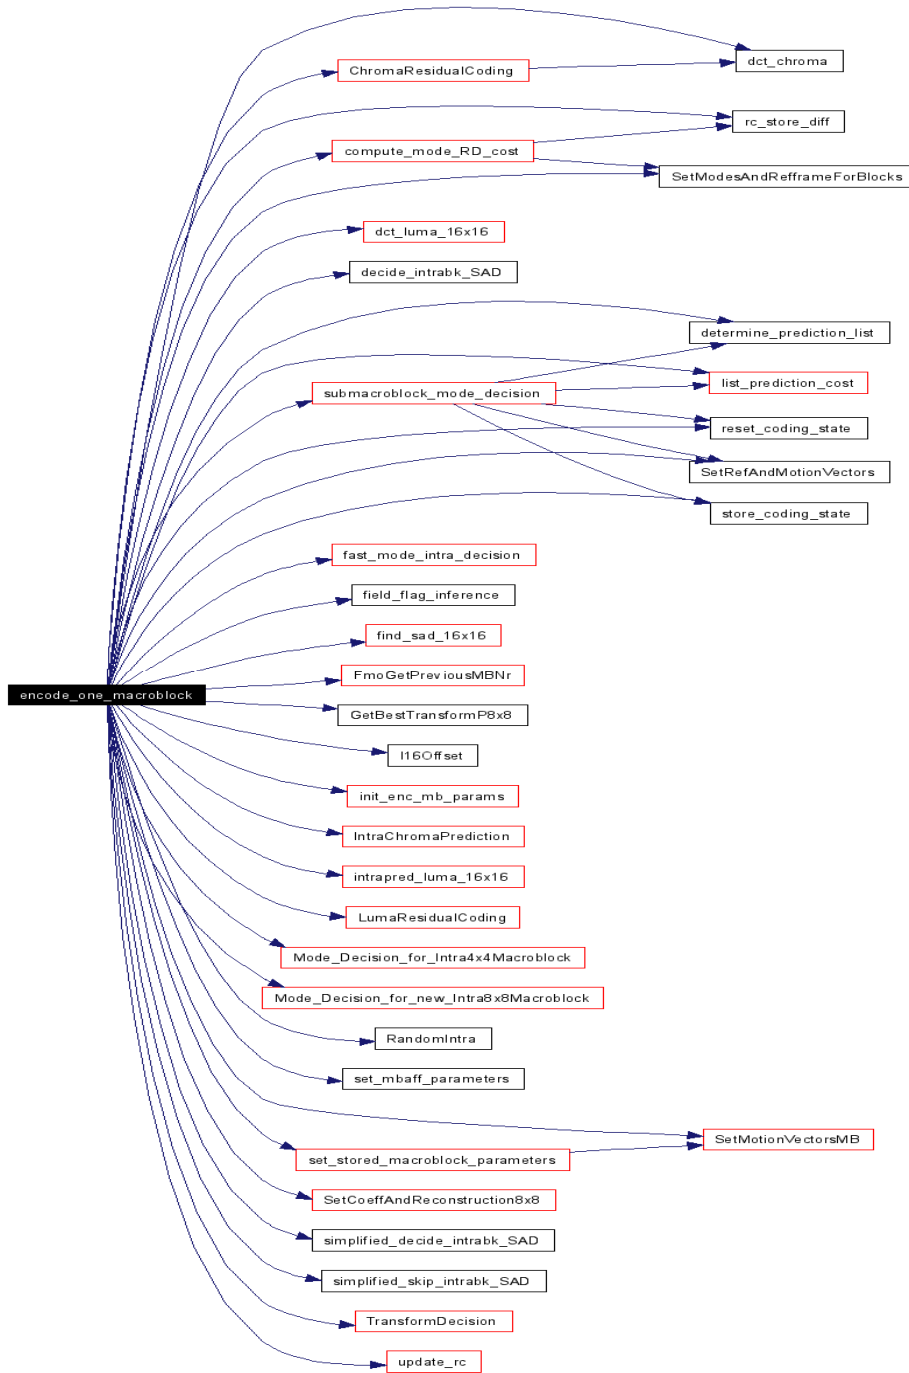 dct_chroma
ChromaResidualCoding
rc_store_diff
compute_mode_RD_cost
SetModesAndRefframeForBlocks
dct_luma_16x16
decide_intrabk_SAD
determine_prediction_list
list_prediction_cost
submacroblock_mode_decision
reset_coding_state
SetRefAndMotionVectors
store_coding_state
fast_mode_intra_decision
field_flag_inference
find_sad_16x16
FmoGetPreviousMBNr
encode_one_macroblock
GetBestTransformP8x8
I16Offset
init_enc_mb_params
IntraChromaPrediction
intrapred_luma_16x16
LumaResidualCoding
Mode_Decision_for_Intra4x4Macroblock
Mode_Decision_for_new_Intra8x8Macroblock
RandomIntra
set_mbaff_parameters
SetMotionVectorsMB
set_stored_macroblock_parameters
SetCoeffAndReconstruction8x8
simplified_decide_intrabk_SAD
simplified_skip_intrabk_SAD
TransformDecision
update_rc